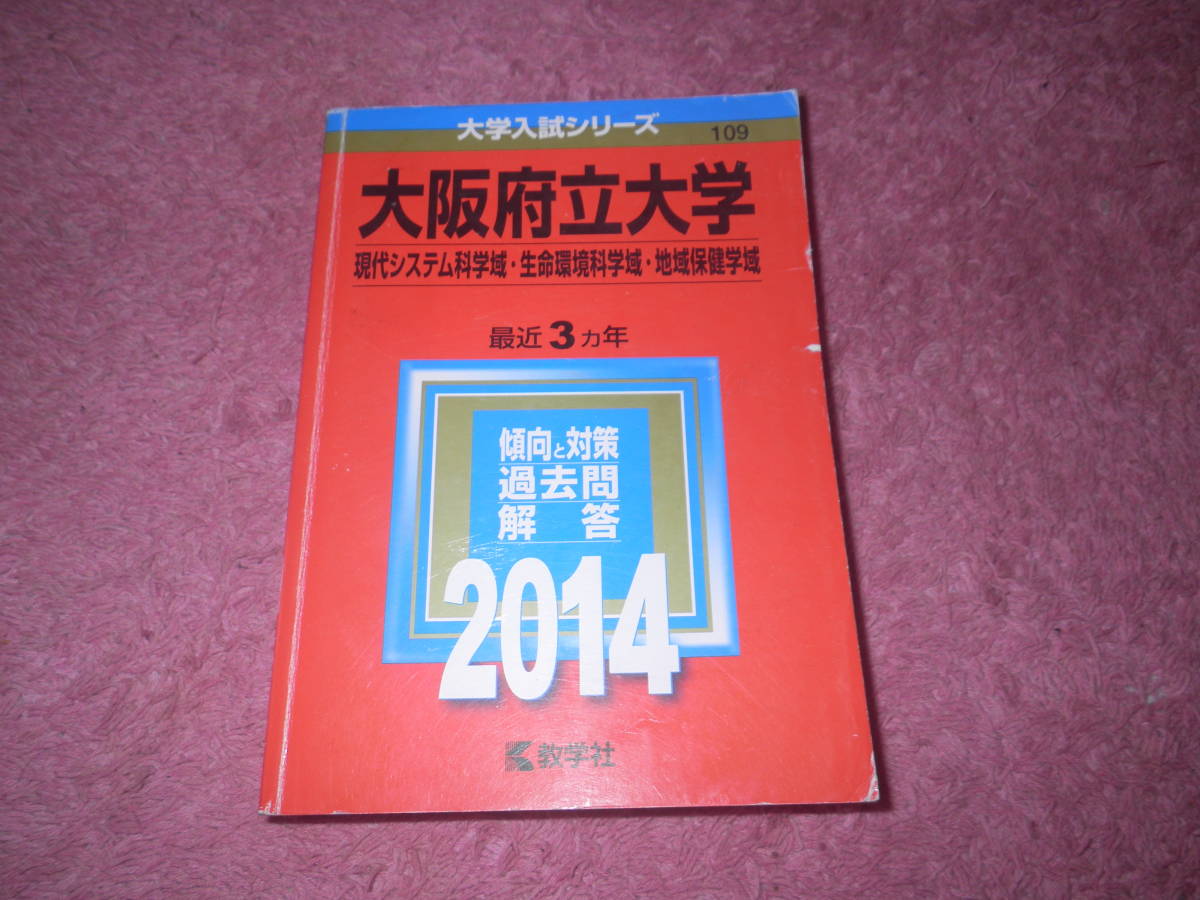 大学入試シリーズ
109
大阪府立大学
現代システム科学域・生命環境科学域・地域保健学域
最近3ヵ年
傾向と対策
過去問
解答
2014
教学社